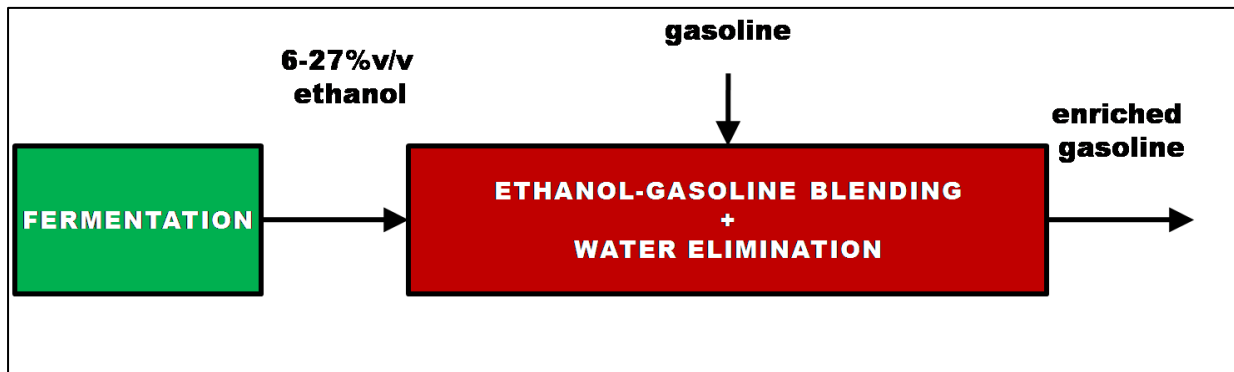 gasoline
6-27%v/v
ethanol
enriched
gasoline
FERMENTATION
ETHANOL-GASOLINE BLENDING
+
WATER ELIMINATION